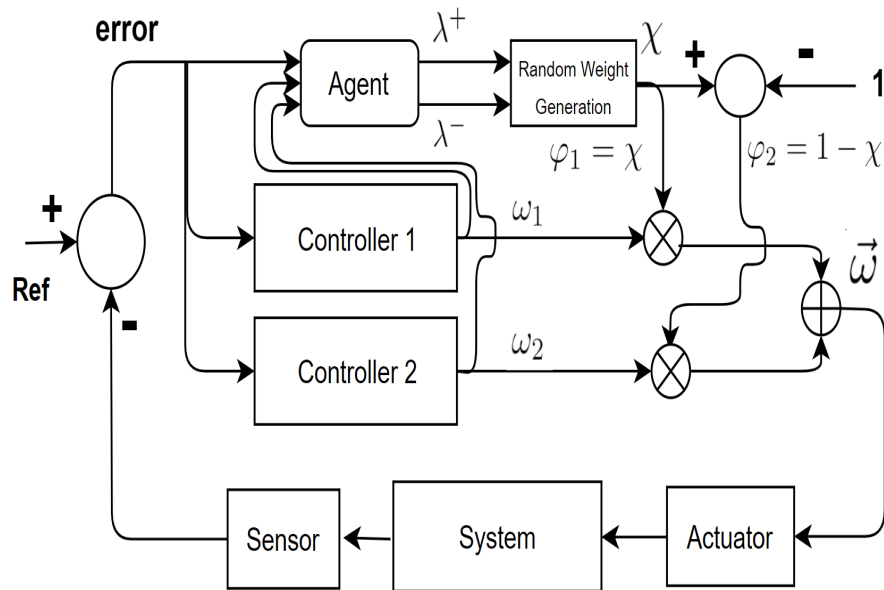 error
λ⁺
χ
+
-
1
Agent
Random Weight
Generation
λ⁻
φ₁ = χ
φ₂ = 1 − χ
+
Ref
-
Controller 1
ω₁
ω⃗
Controller 2
ω₂
Sensor
System
Actuator